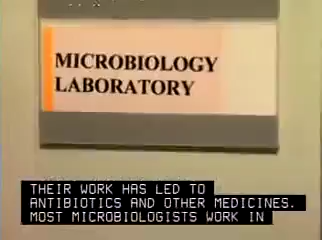 MICROBIOLOGY
LABORATORY
THEIR WORK HAS LED TO
ANTIBIOTICS AND OTHER MEDICINES.
MOST MICROBIOLOGISTS WORK IN